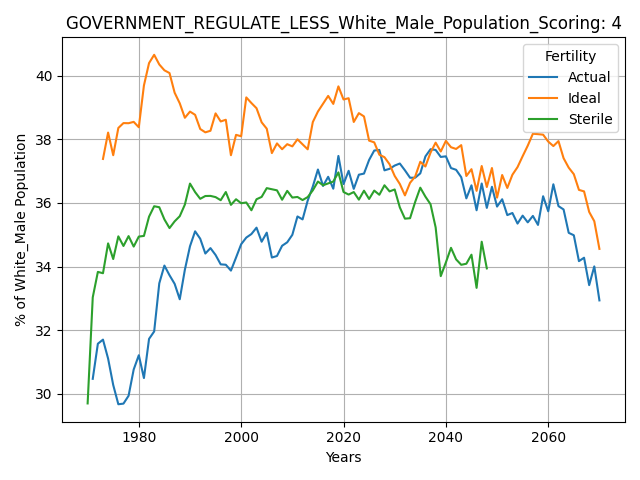 GOVERNMENT_REGULATE_LESS_White_Male_Population_Scoring: 4
Fertility
Actual
Ideal
Sterile
% of White_Male Population
40
38
36
34
32
30
1980
2000
2020
2040
2060
Years